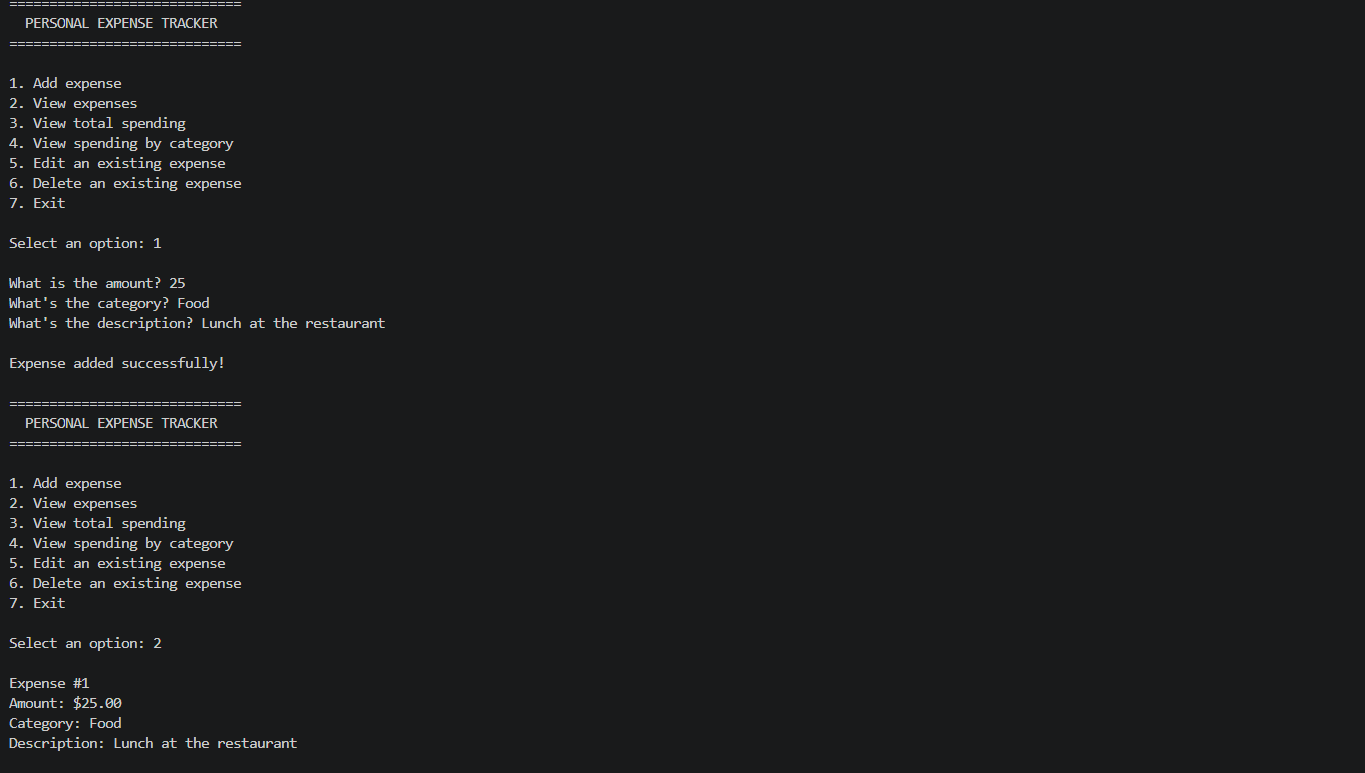 =============================
  PERSONAL EXPENSE TRACKER
=============================
1. Add expense
2. View expenses
3. View total spending
4. View spending by category
5. Edit an existing expense
6. Delete an existing expense
7. Exit
Select an option: 1
What is the amount? 25
What's the category? Food
What's the description? Lunch at the restaurant
Expense added successfully!
=============================
  PERSONAL EXPENSE TRACKER
=============================
1. Add expense
2. View expenses
3. View total spending
4. View spending by category
5. Edit an existing expense
6. Delete an existing expense
7. Exit
Select an option: 2
Expense #1
Amount: $25.00
Category: Food
Description: Lunch at the restaurant